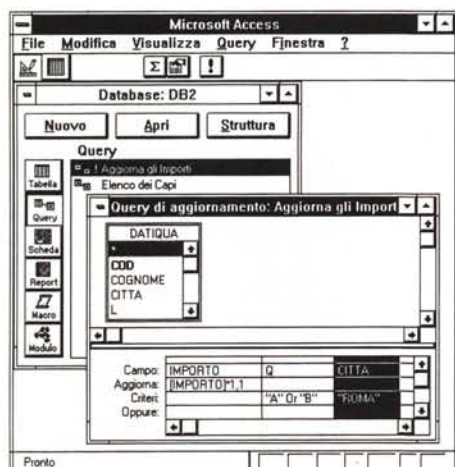 Microsoft Access
File Modifica Visualizza Query Finestra ?
Database: DB2
Nuovo Apri Struttura
Query
! Aggiorna gli Importi
Elenco dei Capi
Tabella
Query
Scheda
Report
Macro
Modulo
Query di aggiornamento: Aggiorna gli Import
DATIQUA
*
COD
COGNOME
CITTA
L
Campo: IMPORTO Q CITTA
Aggiorna: [IMPORTO]*1,1
Criteri: "A" Or "B" "ROMA"
Oppure:
Pronto